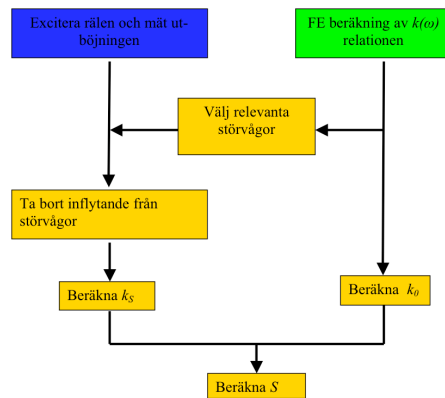 Excitera rälen och mät ut-
böjningen
FE beräkning av k(ω)
relationen
Välj relevanta
störvågor
Ta bort inflytande från
störvågor
Beräkna kS
Beräkna k0
Beräkna S